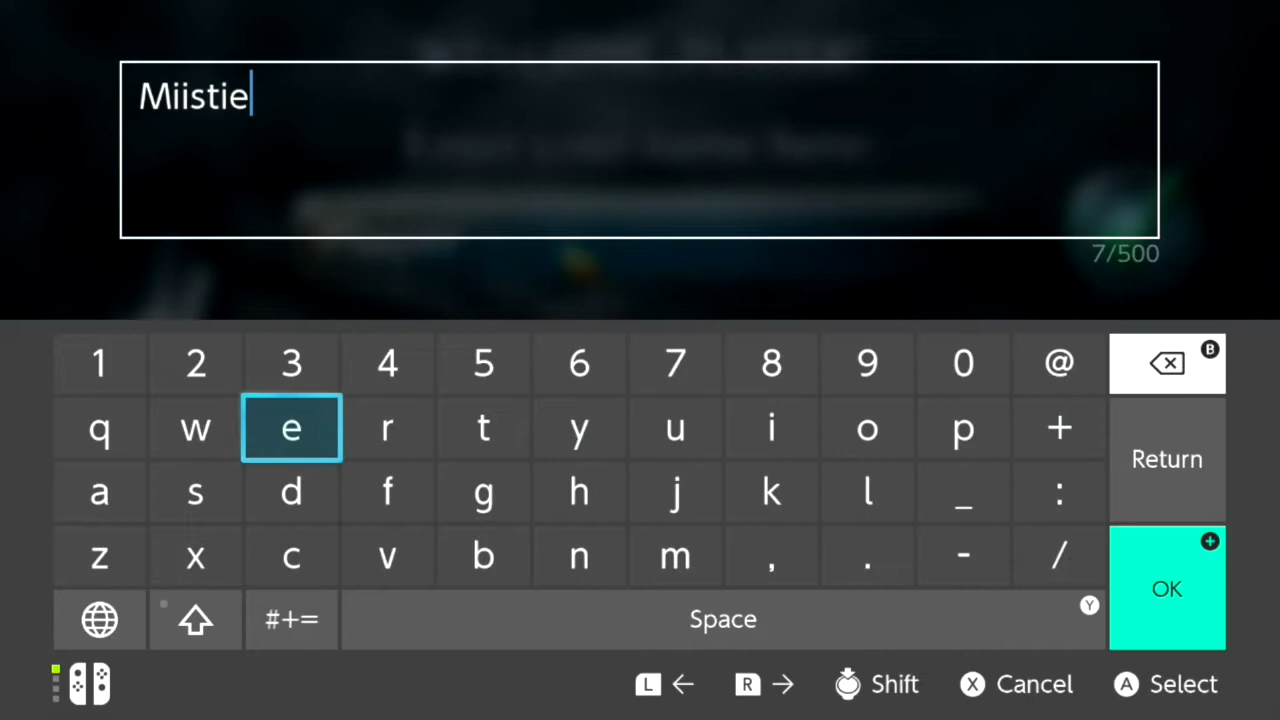 Miistie
7/500
1 2 3 4 5 6 7 8 9 0 @
B
q w e r t y u i o p +
Return
a s d f g h j k l _ :
z x c v b n m , . - /
+
OK
#+=
Space
Y
L ← R → Shift X Cancel A Select